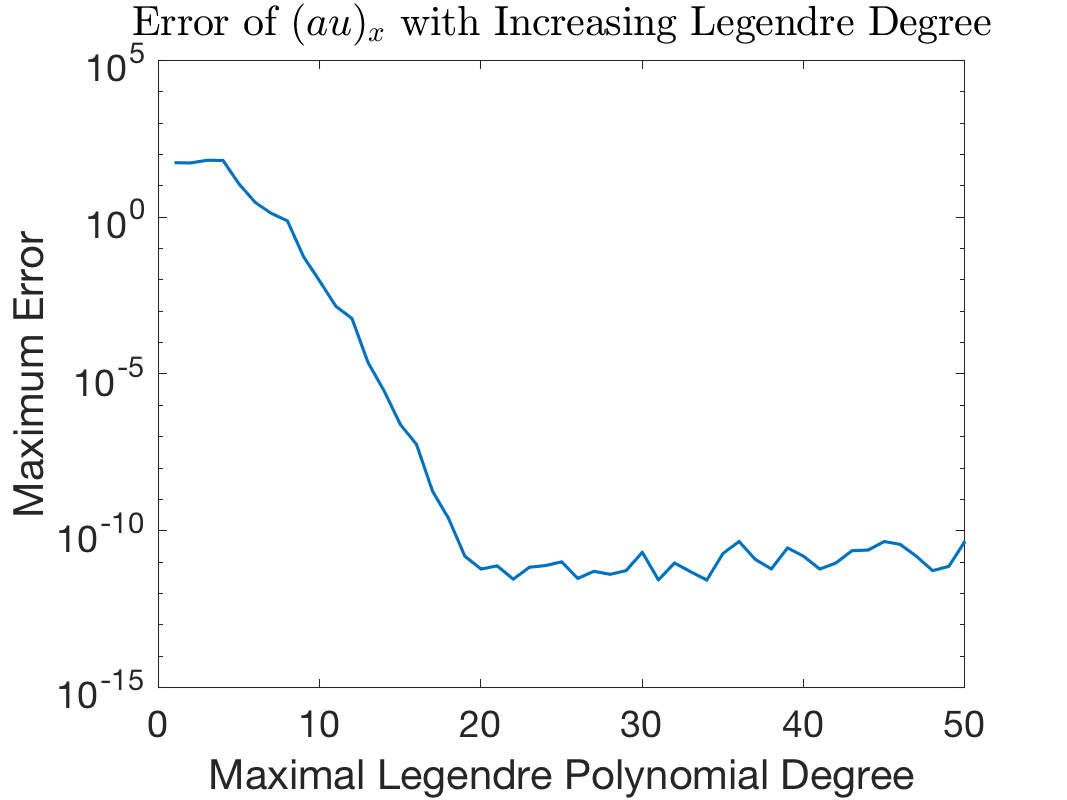 Error of $(au)_x$ with Increasing Legendre Degree
Maximum Error
10^5
10^0
10^-5
10^-10
10^-15
0 10 20 30 40 50
Maximal Legendre Polynomial Degree